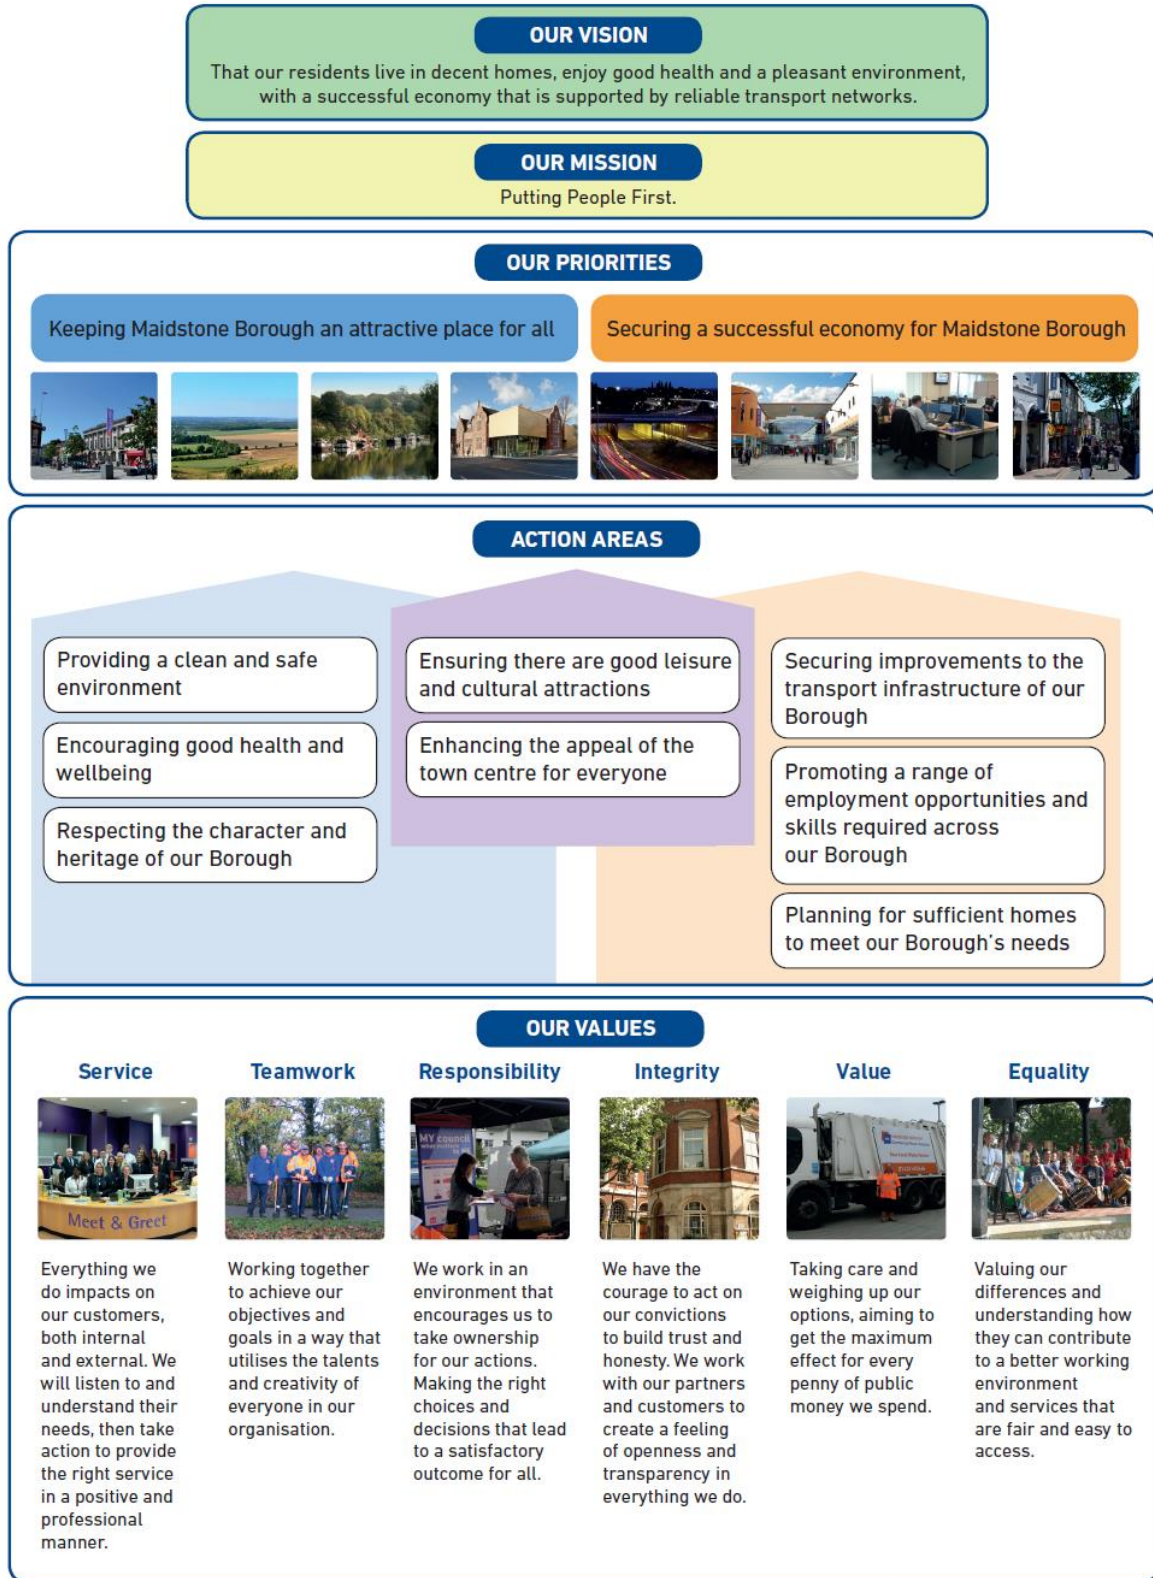 OUR VISION
That our residents live in decent homes, enjoy good health and a pleasant environment,
with a successful economy that is supported by reliable transport networks.
OUR MISSION
Putting People First.
OUR PRIORITIES
Keeping Maidstone Borough an attractive place for all
Securing a successful economy for Maidstone Borough
ACTION AREAS
Providing a clean and safe
environment
Encouraging good health and
wellbeing
Respecting the character and
heritage of our Borough
Ensuring there are good leisure
and cultural attractions
Enhancing the appeal of the
town centre for everyone
Securing improvements to the
transport infrastructure of our
Borough
Promoting a range of
employment opportunities and
skills required across
our Borough
Planning for sufficient homes
to meet our Borough's needs
OUR VALUES
Service
Meet & Greet
Everything we
do impacts on
our customers,
both internal
and external. We
will listen to and
understand their
needs, then take
action to provide
the right service
in a positive and
professional
manner.
Teamwork
Working together
to achieve our
objectives and
goals in a way that
utilises the talents
and creativity of
everyone in our
organisation.
Responsibility
MY council
We work in an
environment that
encourages us to
take ownership
for our actions.
Making the right
choices and
decisions that lead
to a satisfactory
outcome for all.
Integrity
We have the
courage to act on
our convictions
to build trust and
honesty. We work
with our partners
and customers to
create a feeling
of openness and
transparency in
everything we do.
Value
Taking care and
weighing up our
options, aiming to
get the maximum
effect for every
penny of public
money we spend.
Equality
Valuing our
differences and
understanding how
they can contribute
to a better working
environment
and services that
are fair and easy to
access.